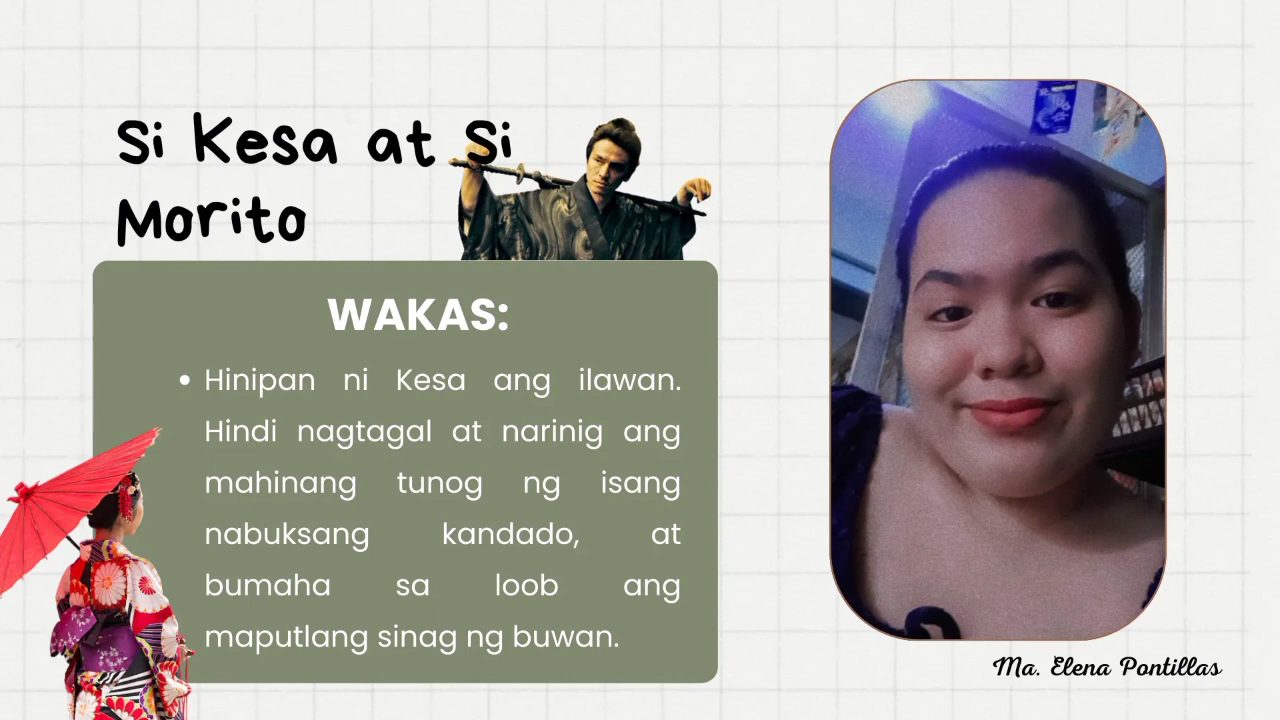 Si Kesa at Si
Morito
WAKAS:
• Hinipan ni Kesa ang ilawan.
Hindi nagtagal at narinig ang
mahinang tunog ng isang
nabuksang kandado, at
bumaha sa loob ang
maputlang sinag ng buwan.
Ma. Elena Pontillas